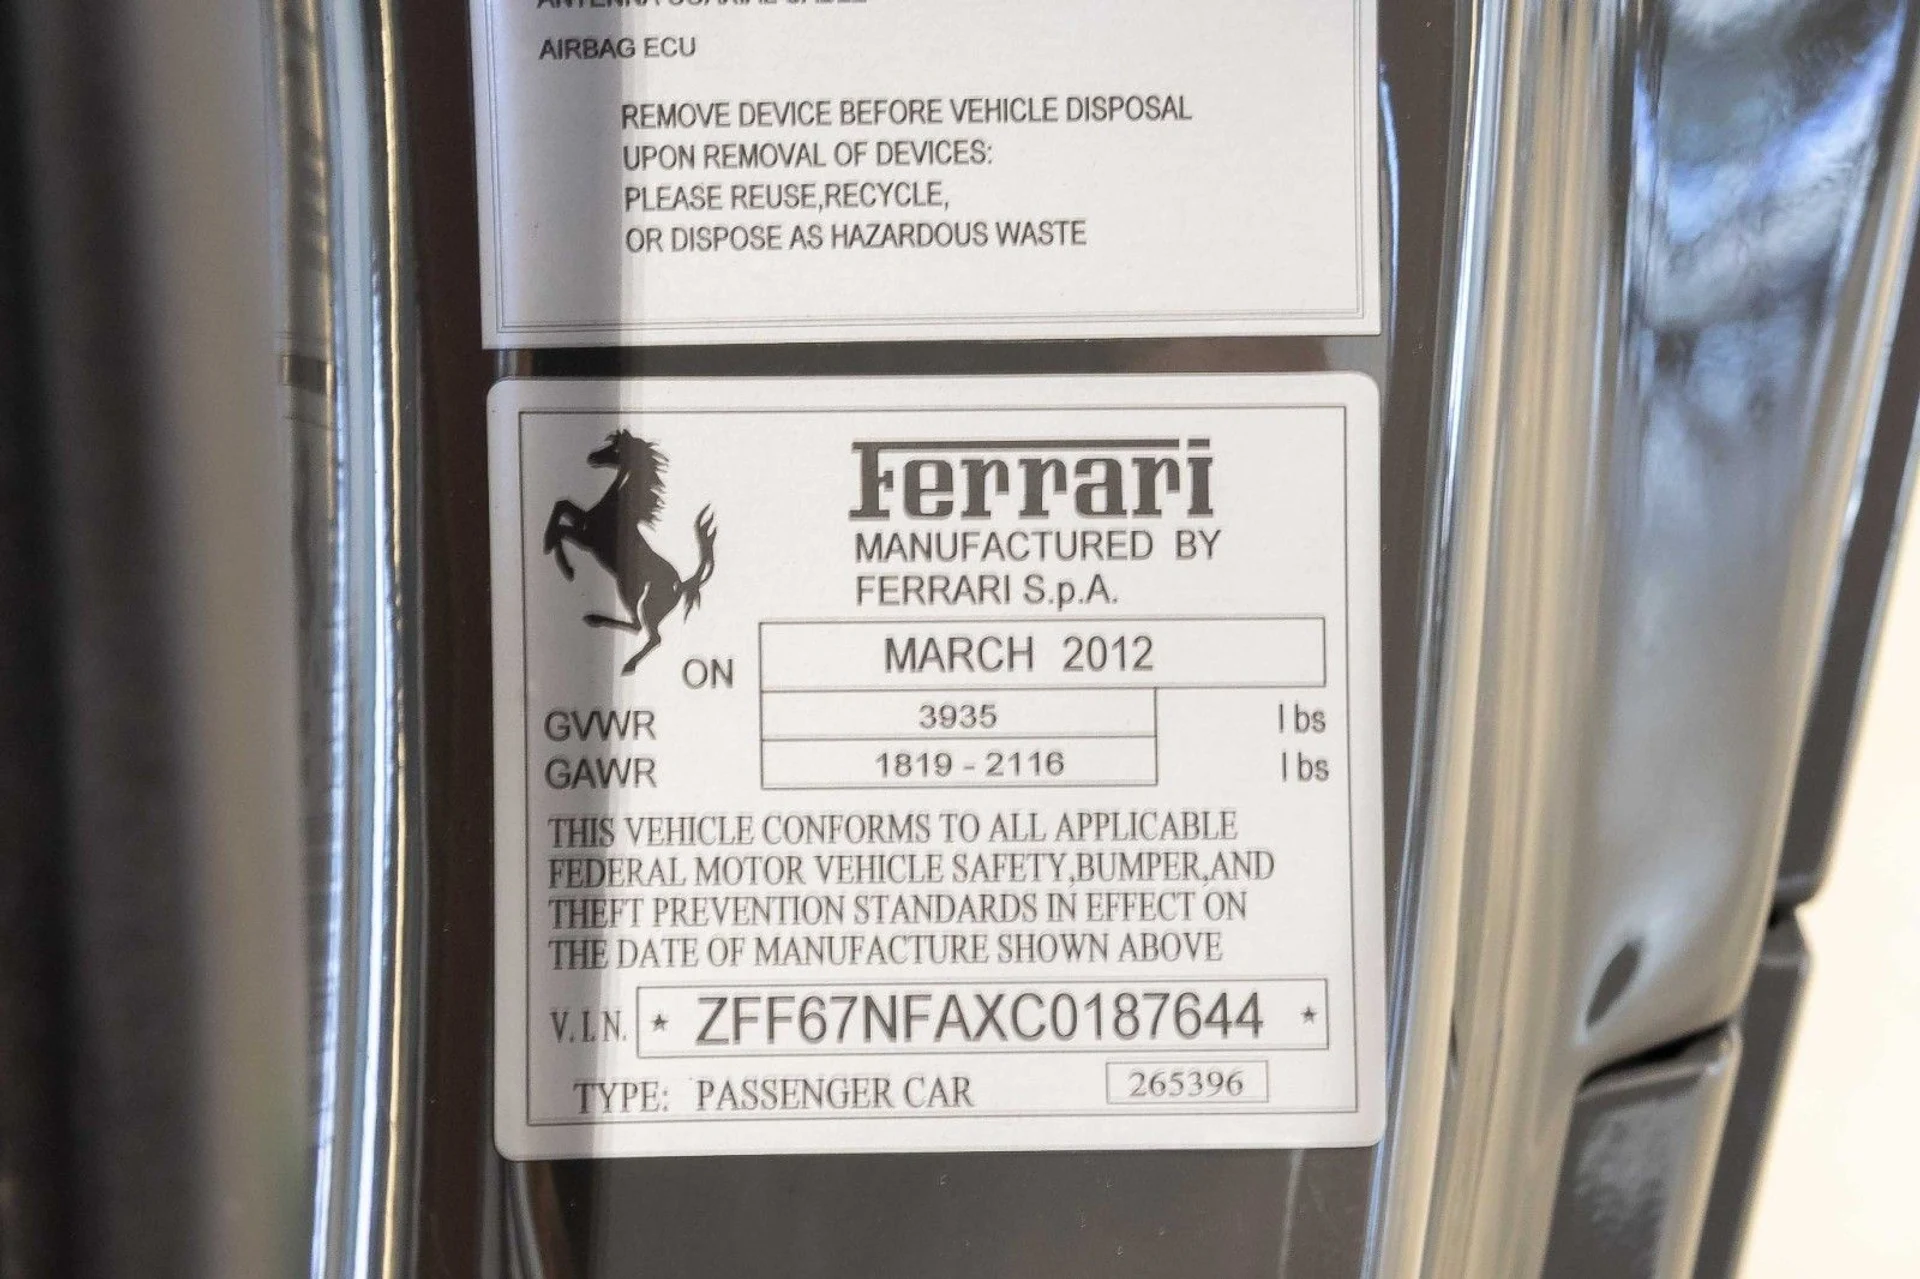 ANTENNA COAXIAL CABLE
AIRBAG ECU
REMOVE DEVICE BEFORE VEHICLE DISPOSAL
UPON REMOVAL OF DEVICES:
PLEASE REUSE,RECYCLE,
OR DISPOSE AS HAZARDOUS WASTE
Ferrari
MANUFACTURED BY
FERRARI S.p.A.
ON MARCH 2012
GVWR 3935 lbs
GAWR 1819 - 2116 lbs
THIS VEHICLE CONFORMS TO ALL APPLICABLE
FEDERAL MOTOR VEHICLE SAFETY,BUMPER,AND
THEFT PREVENTION STANDARDS IN EFFECT ON
THE DATE OF MANUFACTURE SHOWN ABOVE
V.I.N. * ZFF67NFAXC0187644 *
TYPE: PASSENGER CAR 265396